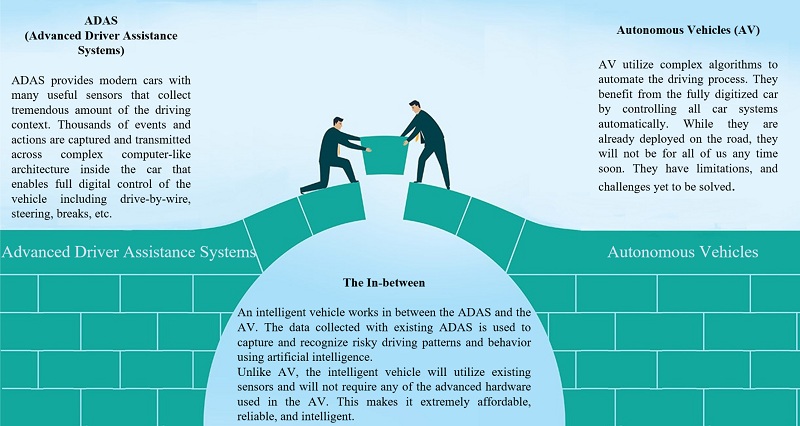 ADAS
(Advanced Driver Assistance
Systems)
ADAS provides modern cars with
many useful sensors that collect
tremendous amount of the driving
context. Thousands of events and
actions are captured and transmitted
across complex computer-like
architecture inside the car that
enables full digital control of the
vehicle including drive-by-wire,
steering, breaks, etc.
Autonomous Vehicles (AV)
AV utilize complex algorithms to
automate the driving process. They
benefit from the fully digitized car
by controlling all car systems
automatically. While they are
already deployed on the road, they
will not be for all of us any time
soon. They have limitations, and
challenges yet to be solved.
Advanced Driver Assistance Systems
Autonomous Vehicles
The In-between
An intelligent vehicle works in between the ADAS and the
AV. The data collected with existing ADAS is used to
capture and recognize risky driving patterns and behavior
using artificial intelligence.
Unlike AV, the intelligent vehicle will utilize existing
sensors and will not require any of the advanced hardware
used in the AV. This makes it extremely affordable,
reliable, and intelligent.